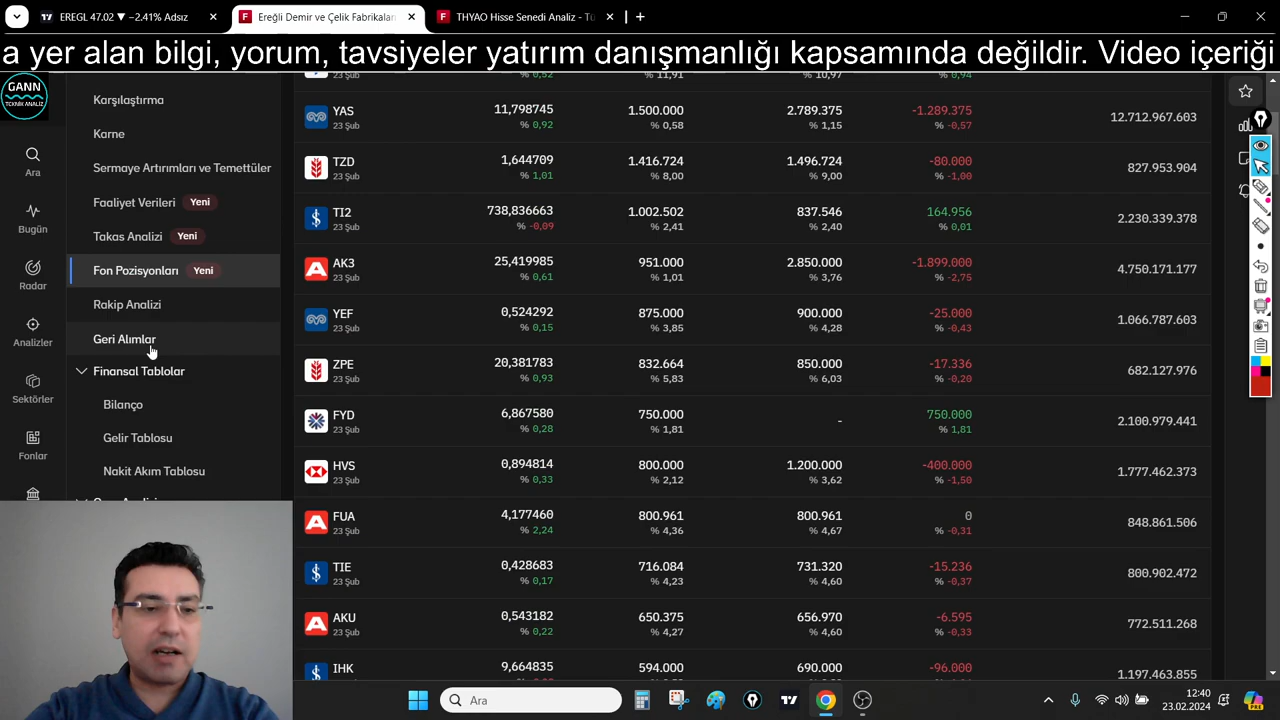 EREGL 47.02 ▼ −2.41% Adsız
Ereğli Demir ve Çelik Fabrikaları
THYAO Hisse Senedi Analiz - Tü
a yer alan bilgi, yorum, tavsiyeler yatırım danışmanlığı kapsamında değildir. Video içeriği
GANN
TEKNİK ANALİZ
Ara
Bugün
Radar
Analizler
Sektörler
Fonlar
Karşılaştırma
Karne
Sermaye Artırımları ve Temettüler
Faaliyet Verileri Yeni
Takas Analizi Yeni
Fon Pozisyonları Yeni
Rakip Analizi
Geri Alımlar
Finansal Tablolar
Bilanço
Gelir Tablosu
Nakit Akım Tablosu
% 0,52 % 11,91 % 10,97 % 0,94
YAS 11,798745 1.500.000 2.789.375 -1.289.375 12.712.967.603
23 Şub % 0,92 % 0,58 % 1,15 % -0,57
TZD 1,644709 1.416.724 1.496.724 -80.000 827.953.904
23 Şub % 1,01 % 8,00 % 9,00 % -1,00
TI2 738,836663 1.002.502 837.546 164.956 2.230.339.378
23 Şub % -0,09 % 2,41 % 2,40 % 0,01
AK3 25,419985 951.000 2.850.000 -1.899.000 4.750.171.177
23 Şub % 0,61 % 1,01 % 3,76 % -2,75
YEF 0,524292 875.000 900.000 -25.000 1.066.787.603
23 Şub % 0,15 % 3,85 % 4,28 % -0,43
ZPE 20,381783 832.664 850.000 -17.336 682.127.976
23 Şub % 0,93 % 5,83 % 6,03 % -0,20
FYD 6,867580 750.000 - 750.000 2.100.979.441
23 Şub % 0,28 % 1,81 % 1,81
HVS 0,894814 800.000 1.200.000 -400.000 1.777.462.373
23 Şub % 0,33 % 2,12 % 3,62 % -1,50
FUA 4,177460 800.961 800.961 0 848.861.506
23 Şub % 2,24 % 4,36 % 4,67 % -0,31
TIE 0,428683 716.084 731.320 -15.236 800.902.472
23 Şub % 0,17 % 4,23 % 4,60 % -0,37
AKU 0,543182 650.375 656.970 -6.595 772.511.268
23 Şub % 0,22 % 4,27 % 4,60 % -0,33
IHK 9,664835 594.000 690.000 -96.000 1.197.463.855
Ara
12:40
23.02.2024